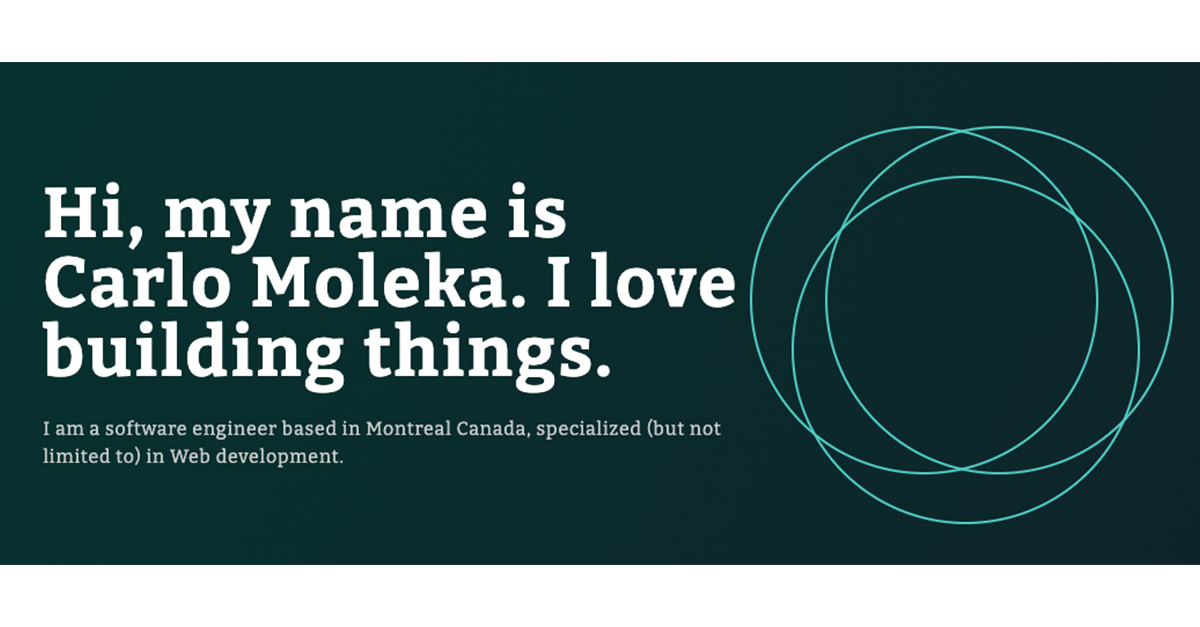 Hi, my name is
Carlo Moleka. I love
building things.
I am a software engineer based in Montreal Canada, specialized (but not
limited to) in Web development.